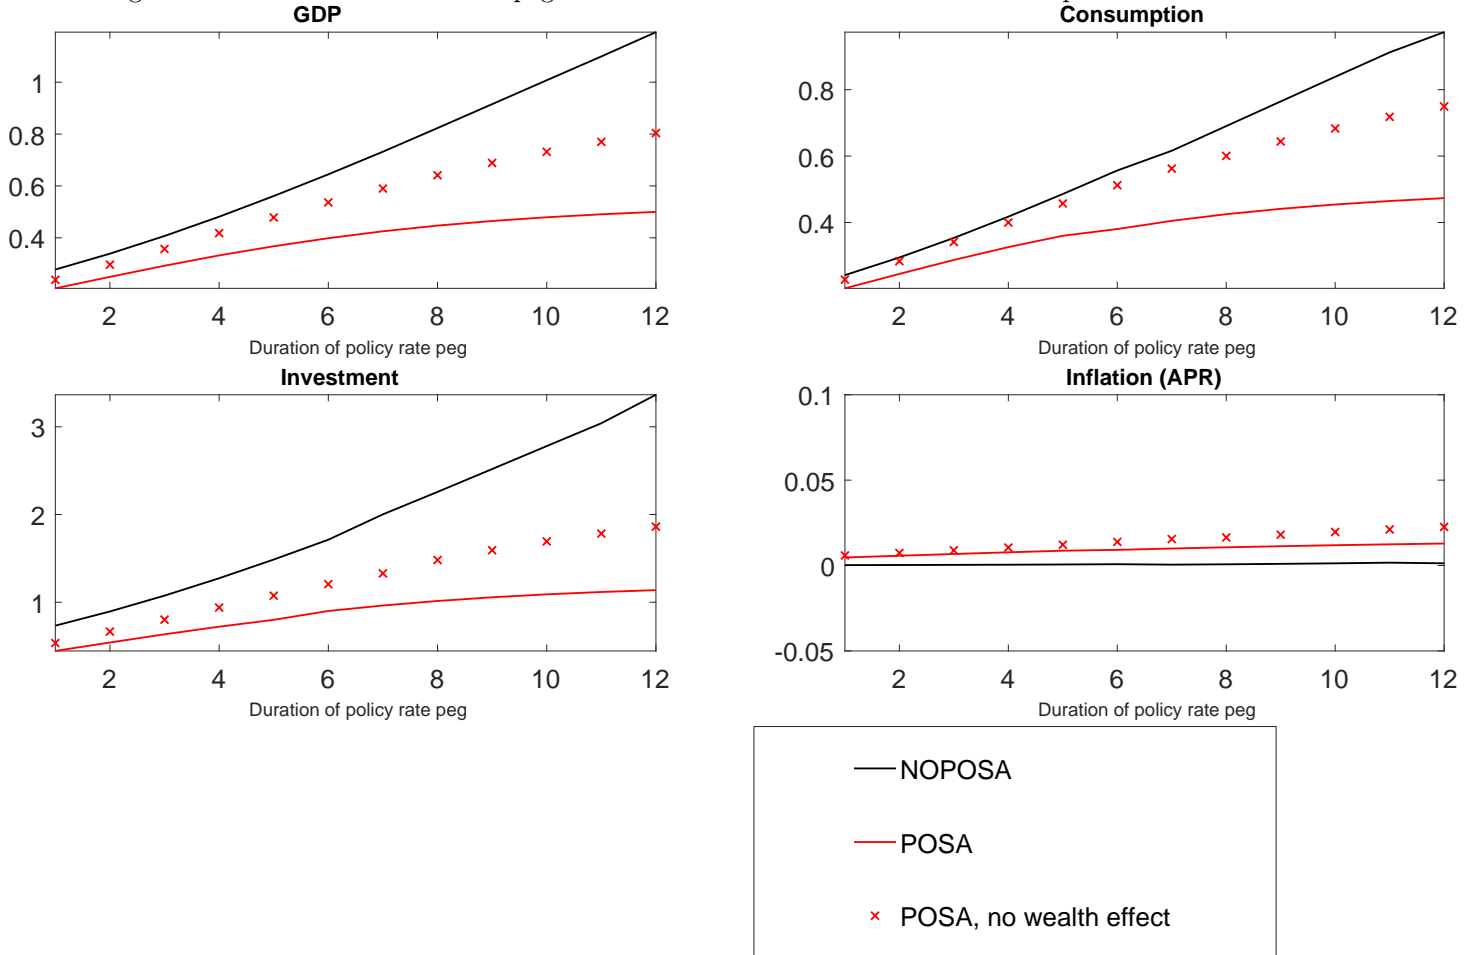 GDP
1
0.8
0.6
0.4
2 4 6 8 10 12
Duration of policy rate peg
Consumption
0.8
0.6
0.4
2 4 6 8 10 12
Duration of policy rate peg
Investment
3
2
1
2 4 6 8 10 12
Duration of policy rate peg
Inflation (APR)
0.1
0.05
0
-0.05
2 4 6 8 10 12
Duration of policy rate peg
NOPOSA
POSA
POSA, no wealth effect